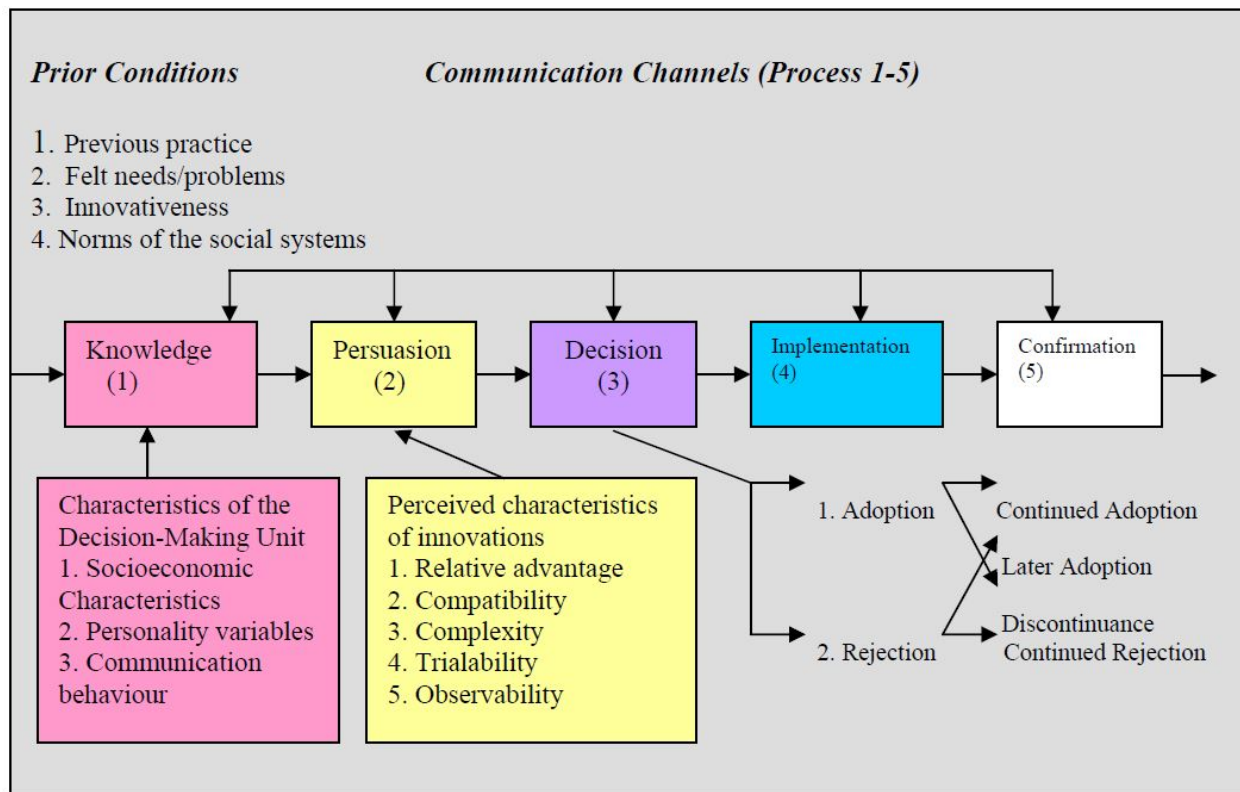 Prior Conditions
Communication Channels (Process 1-5)
1. Previous practice
2. Felt needs/problems
3. Innovativeness
4. Norms of the social systems
Knowledge
(1)
Persuasion
(2)
Decision
(3)
Implementation
(4)
Confirmation
(5)
Characteristics of the
Decision-Making Unit
1. Socioeconomic
Characteristics
2. Personality variables
3. Communication
behaviour
Perceived characteristics
of innovations
1. Relative advantage
2. Compatibility
3. Complexity
4. Trialability
5. Observability
1. Adoption
2. Rejection
Continued Adoption
Later Adoption
Discontinuance
Continued Rejection